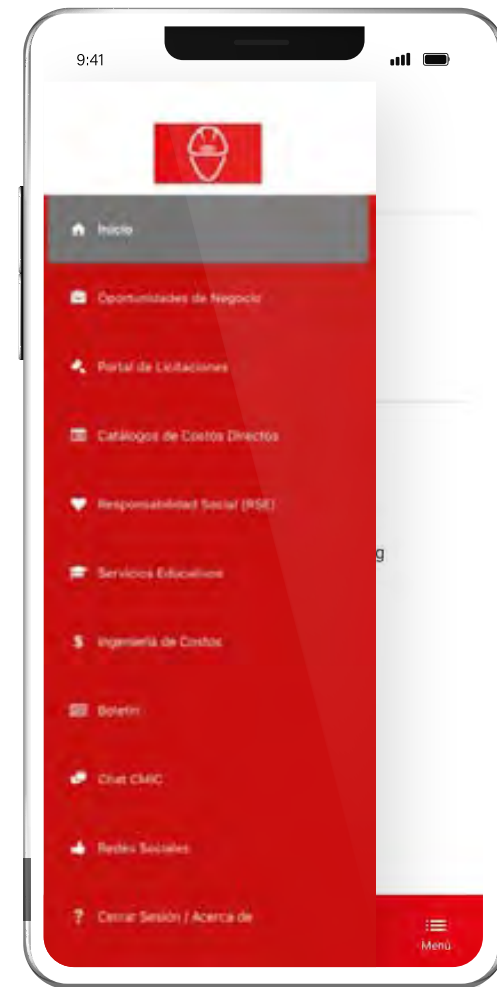 9:41
Inicio
Oportunidades de Negocio
Portal de Licitaciones
Catálogos de Costos Directos
Responsabilidad Social (RSE)
Servicios Educativos
Ingeniería de Costos
Boletín
Chat CMIC
Redes Sociales
Cerrar Sesión / Acerca de
g
Menú